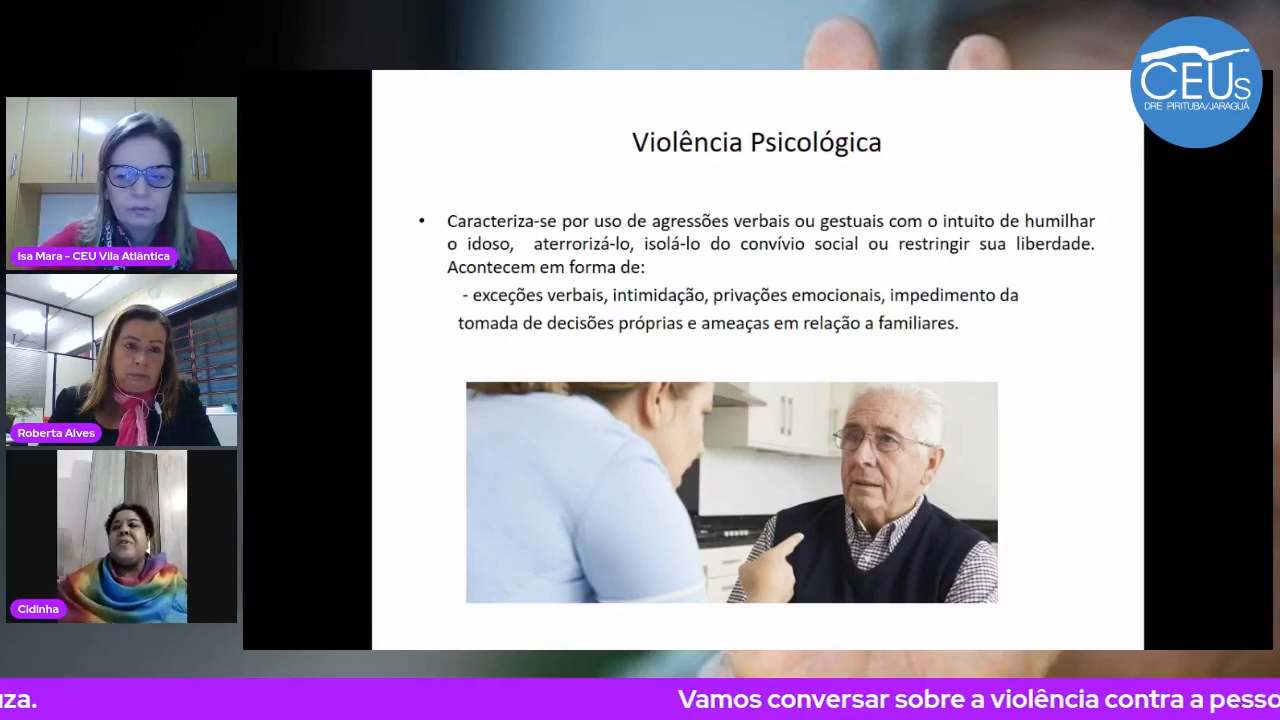 CEUs
DRE PIRITUBA/JARAGUÁ
Violência Psicológica
• Caracteriza-se por uso de agressões verbais ou gestuais com o intuito de humilhar
o idoso, aterrorizá-lo, isolá-lo do convívio social ou restringir sua liberdade.
Acontecem em forma de:
- exceções verbais, intimidação, privações emocionais, impedimento da
tomada de decisões próprias e ameaças em relação a familiares.
Isa Mara - CEU Vila Atlântica
Roberta Alves
Cidinha
uza. Vamos conversar sobre a violência contra a pesso